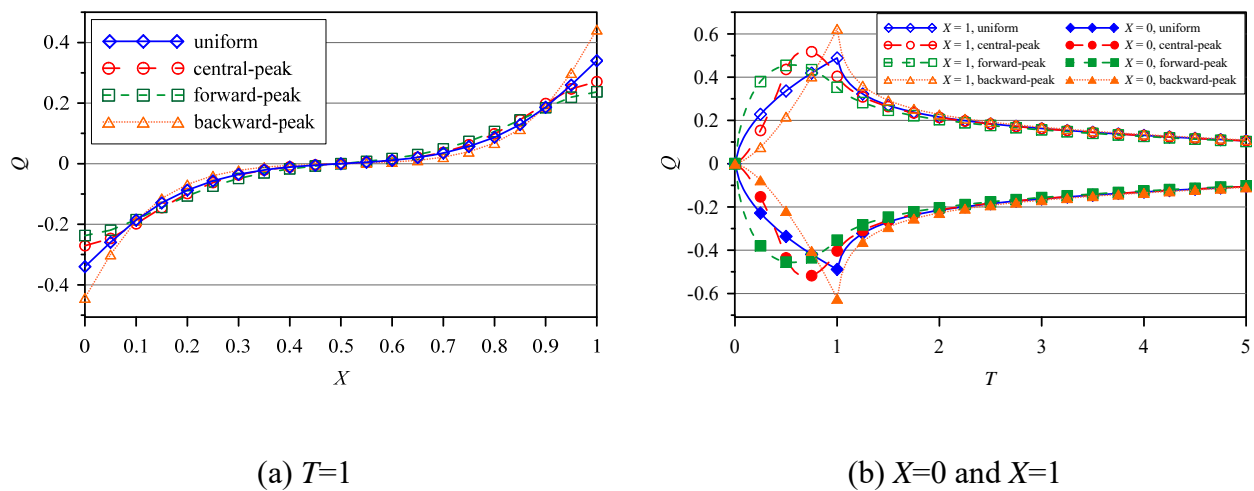 0.4
0.2
0
-0.2
-0.4
Q
uniform
central-peak
forward-peak
backward-peak
0 0.1 0.2 0.3 0.4 0.5 0.6 0.7 0.8 0.9 1
X
(a) T=1
0.6
0.4
0.2
0
-0.2
-0.4
-0.6
Q
X = 1, uniform X = 0, uniform
X = 1, central-peak X = 0, central-peak
X = 1, forward-peak X = 0, forward-peak
X = 1, backward-peak X = 0, backward-peak
0 1 2 3 4 5
T
(b) X=0 and X=1